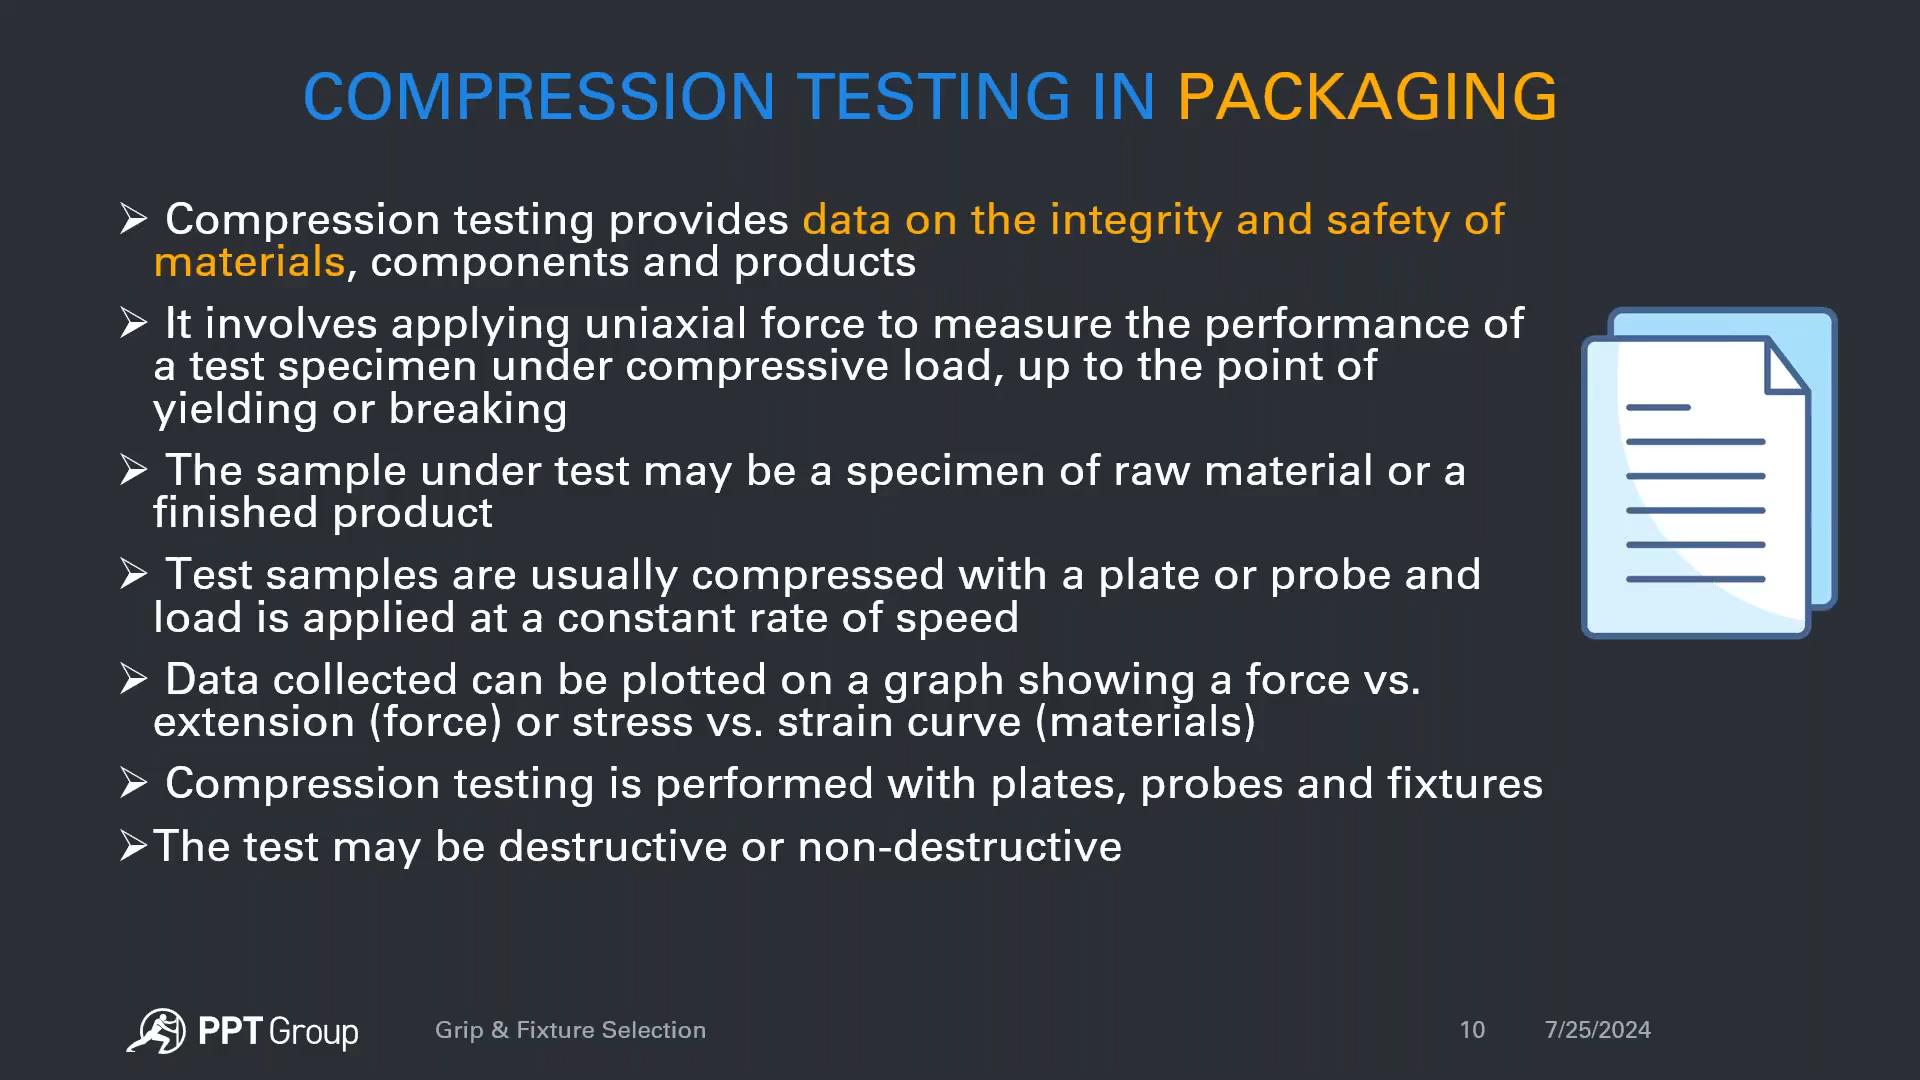 COMPRESSION TESTING IN PACKAGING
➢ Compression testing provides data on the integrity and safety of
materials, components and products
➢ It involves applying uniaxial force to measure the performance of
a test specimen under compressive load, up to the point of
yielding or breaking
➢ The sample under test may be a specimen of raw material or a
finished product
➢ Test samples are usually compressed with a plate or probe and
load is applied at a constant rate of speed
➢ Data collected can be plotted on a graph showing a force vs.
extension (force) or stress vs. strain curve (materials)
➢ Compression testing is performed with plates, probes and fixtures
➢The test may be destructive or non-destructive
PPT Group Grip & Fixture Selection 10 7/25/2024